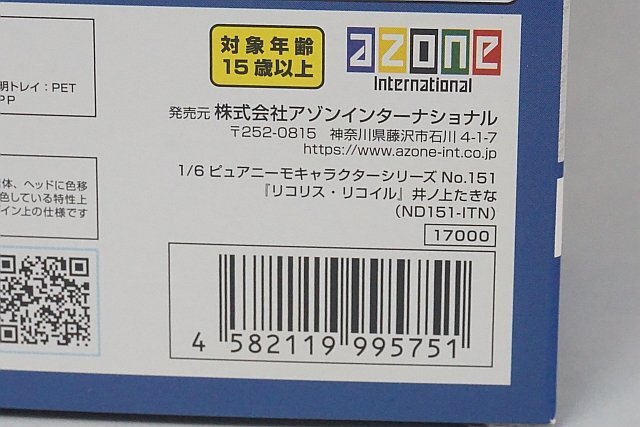 明トレイ：PET
PP
対象年齢
15歳以上
azone
International
発売元 株式会社アゾンインターナショナル
〒252-0815 神奈川県藤沢市石川 4-1-7
https://www.azone-int.co.jp
体、ヘッドに色移
色している特性上
イン上の仕様です
1/6 ピュアニーモキャラクターシリーズ No.151
『リコリス・リコイル』井ノ上たきな
(ND151-ITN)
17000
4 582119 995751